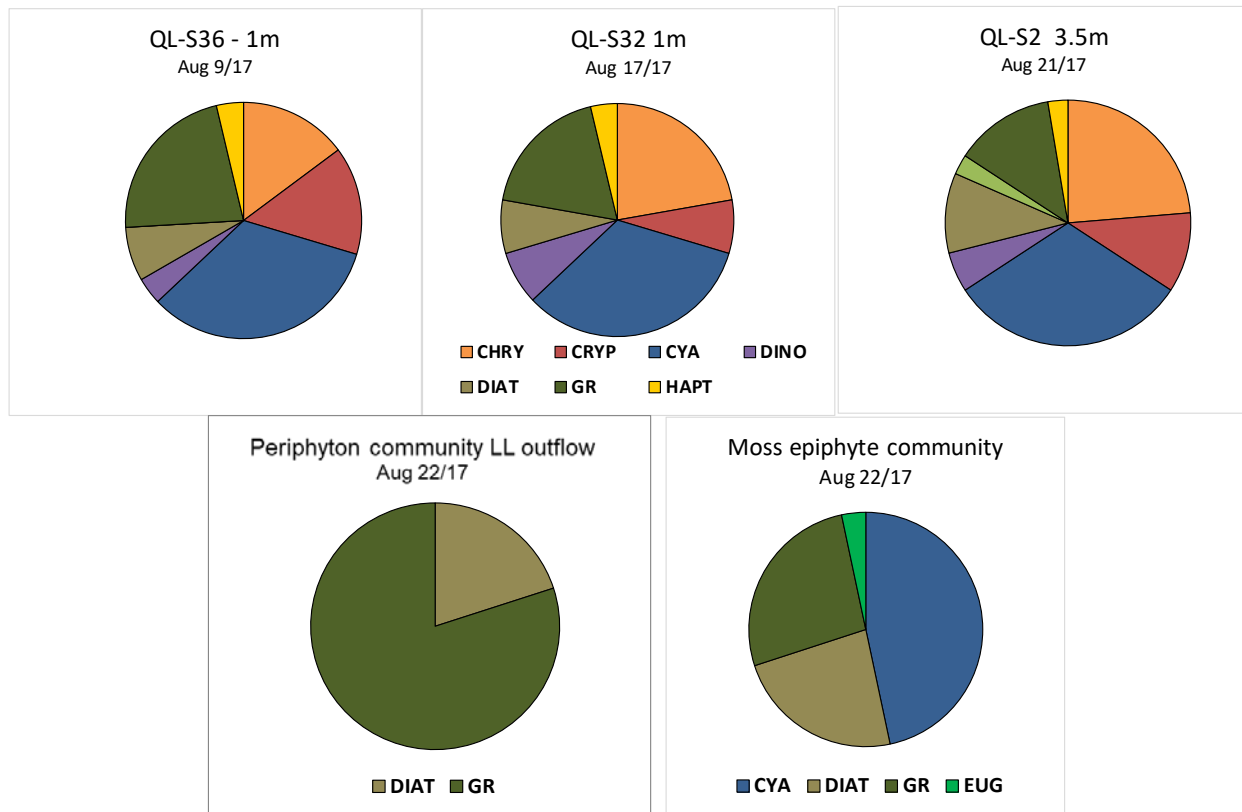 QL-S36 - 1m
Aug 9/17
QL-S32 1m
Aug 17/17
CHRY CRYP CYA DINO
DIAT GR HAPT
QL-S2 3.5m
Aug 21/17
Periphyton community LL outflow
Aug 22/17
DIAT GR
Moss epiphyte community
Aug 22/17
CYA DIAT GR EUG